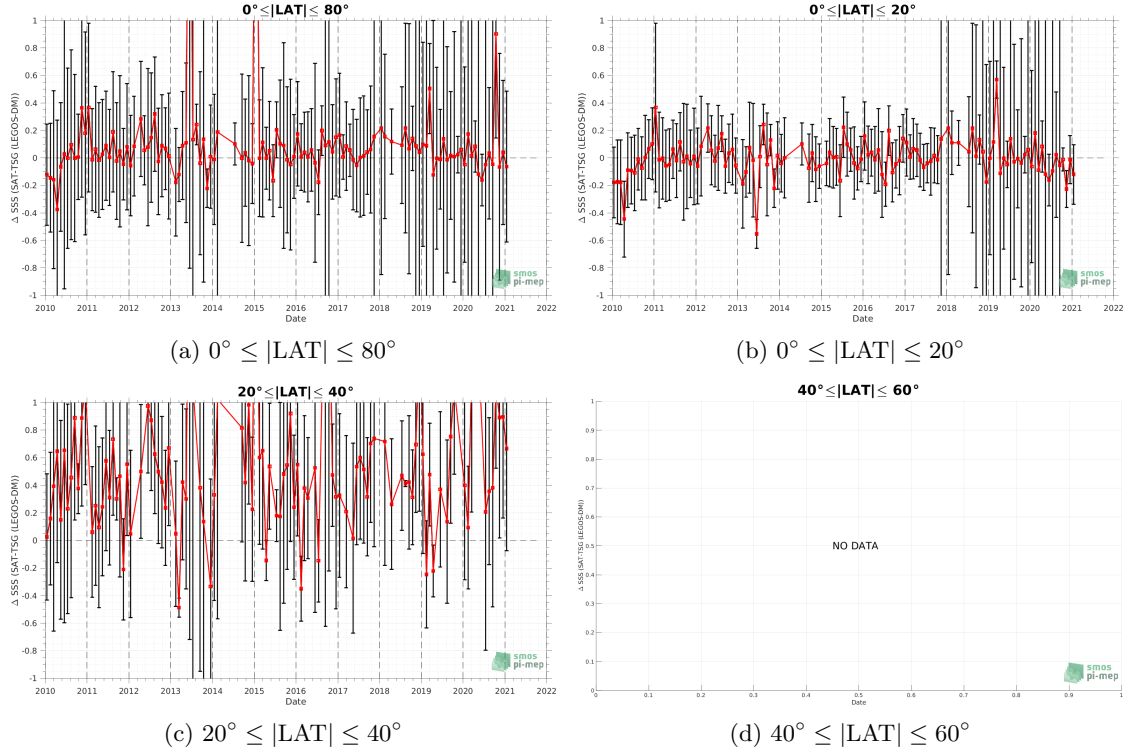 0°≤|LAT|≤ 80°
Δ SSS (SAT-TSG (LEGOS-DM))
1
0.8
0.6
0.4
0.2
0
-0.2
-0.4
-0.6
-0.8
-1
2010 2011 2012 2013 2014 2015 2016 2017 2018 2019 2020 2021 2022
Date
smos
pi-mep
(a) 0° ≤ |LAT| ≤ 80°
0°≤|LAT|≤ 20°
Δ SSS (SAT-TSG (LEGOS-DM))
1
0.8
0.6
0.4
0.2
0
-0.2
-0.4
-0.6
-0.8
-1
2010 2011 2012 2013 2014 2015 2016 2017 2018 2019 2020 2021 2022
Date
smos
pi-mep
(b) 0° ≤ |LAT| ≤ 20°
20°≤|LAT|≤ 40°
Δ SSS (SAT-TSG (LEGOS-DM))
1
0.8
0.6
0.4
0.2
0
-0.2
-0.4
-0.6
-0.8
-1
2010 2011 2012 2013 2014 2015 2016 2017 2018 2019 2020 2021 2022
Date
smos
pi-mep
(c) 20° ≤ |LAT| ≤ 40°
40°≤|LAT|≤ 60°
Δ SSS (SAT-TSG (LEGOS-DM))
1
0.9
0.8
0.7
0.6
0.5
0.4
0.3
0.2
0.1
0
NO DATA
0 0.1 0.2 0.3 0.4 0.5 0.6 0.7 0.8 0.9 1
Date
smos
pi-mep
(d) 40° ≤ |LAT| ≤ 60°